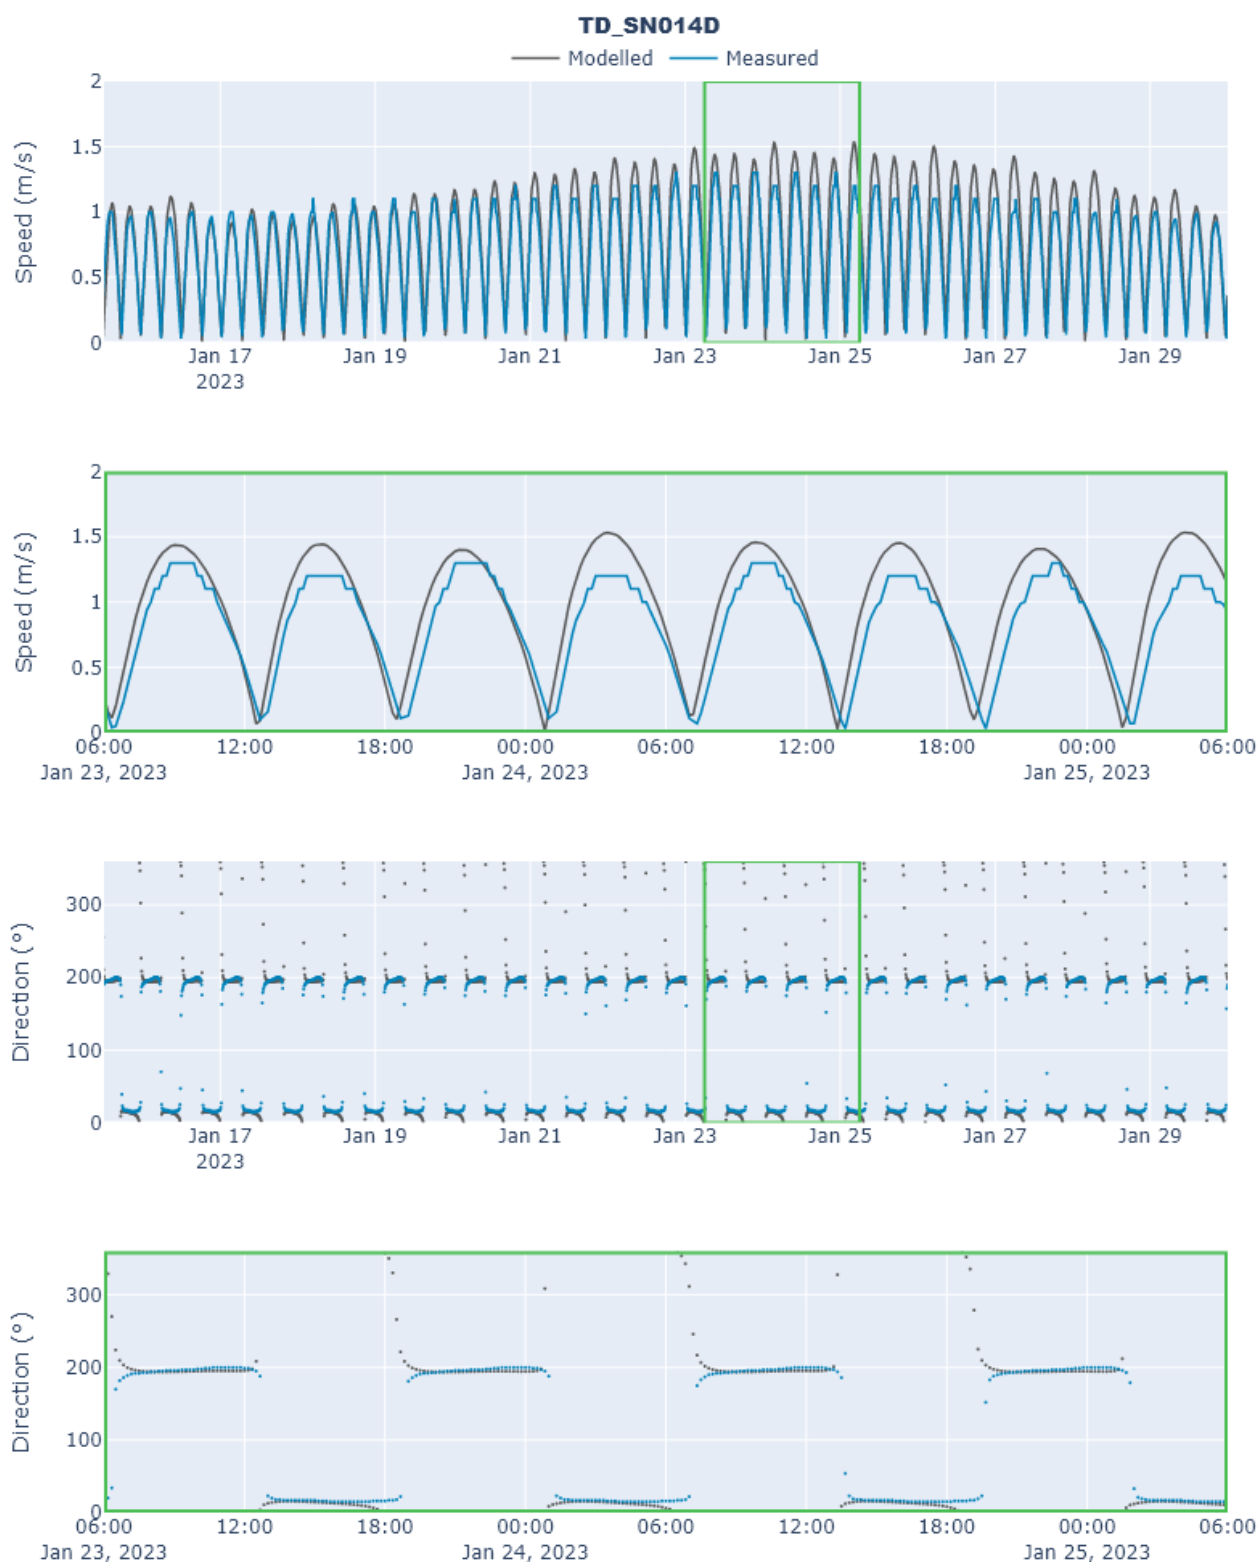 TD_SN014D
Modelled Measured
Speed (m/s)
2
1.5
1
0.5
0
Jan 17 Jan 19 Jan 21 Jan 23 Jan 25 Jan 27 Jan 29
2023
Speed (m/s)
2
1.5
1
0.5
0
06:00 12:00 18:00 00:00 06:00 12:00 18:00 00:00 06:00
Jan 23, 2023 Jan 24, 2023 Jan 25, 2023
Direction (°)
300
200
100
0
Jan 17 Jan 19 Jan 21 Jan 23 Jan 25 Jan 27 Jan 29
2023
Direction (°)
300
200
100
0
06:00 12:00 18:00 00:00 06:00 12:00 18:00 00:00 06:00
Jan 23, 2023 Jan 24, 2023 Jan 25, 2023